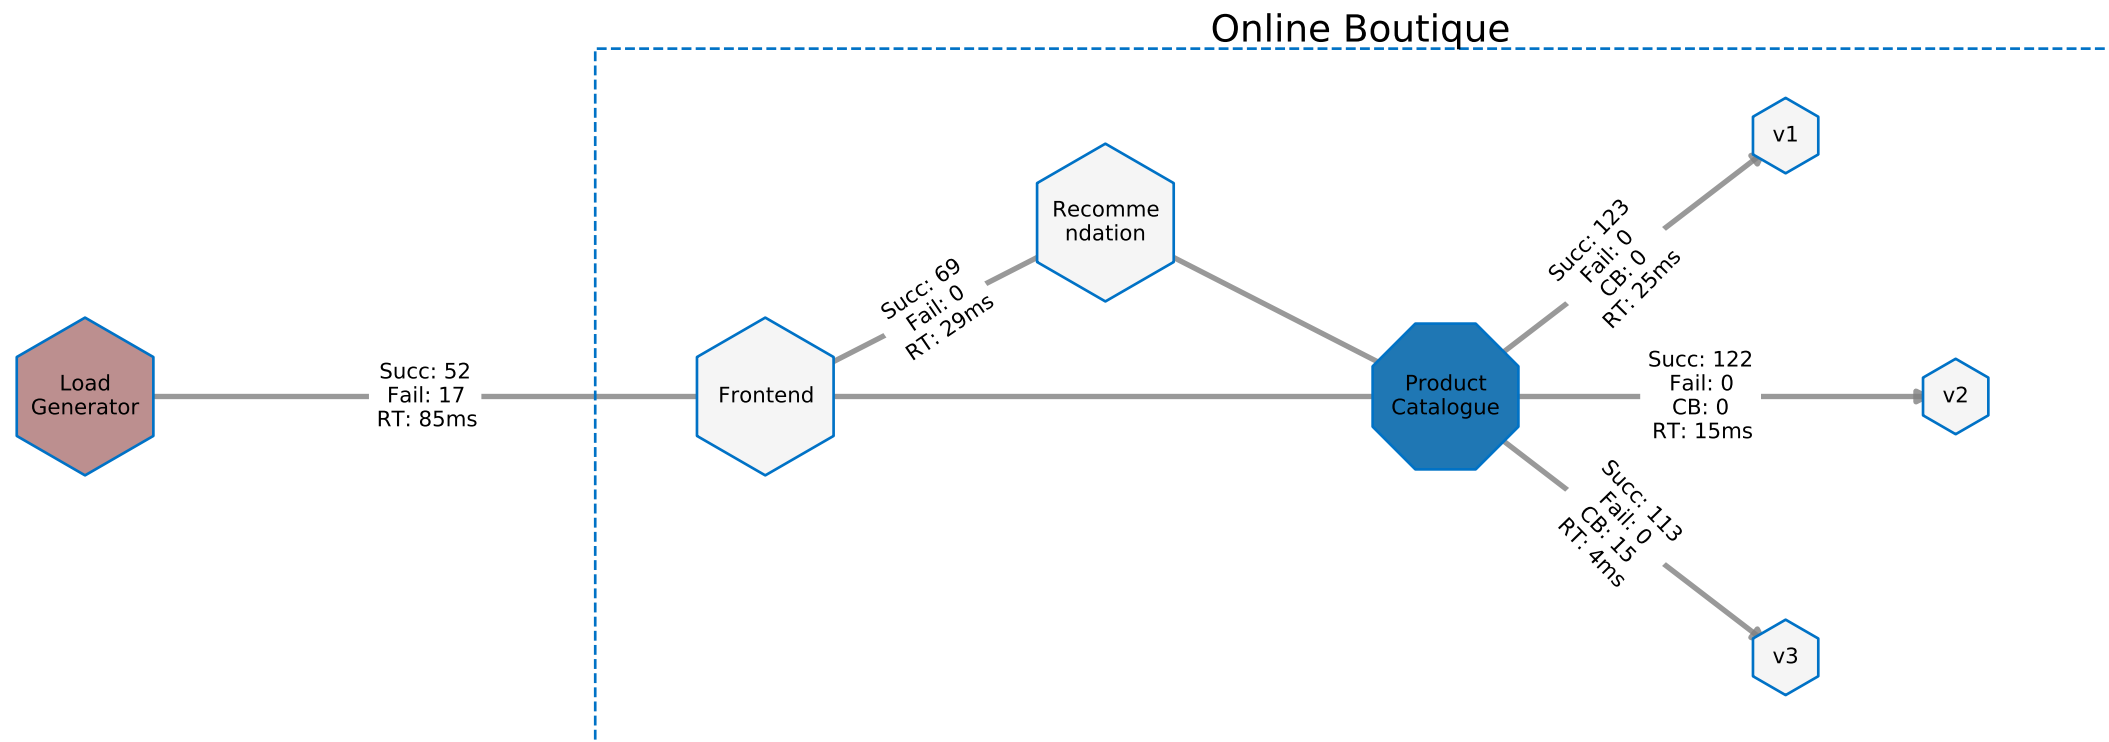 Online Boutique
Load
Generator
Succ: 52
Fail: 17
RT: 85ms
Frontend
Succ: 69
Fail: 0
RT: 29ms
Recomme
ndation
Product
Catalogue
Succ: 123
Fail: 0
CB: 0
RT: 25ms
v1
Succ: 122
Fail: 0
CB: 0
RT: 15ms
v2
Succ: 113
Fail: 0
CB: 15
RT: 4ms
v3